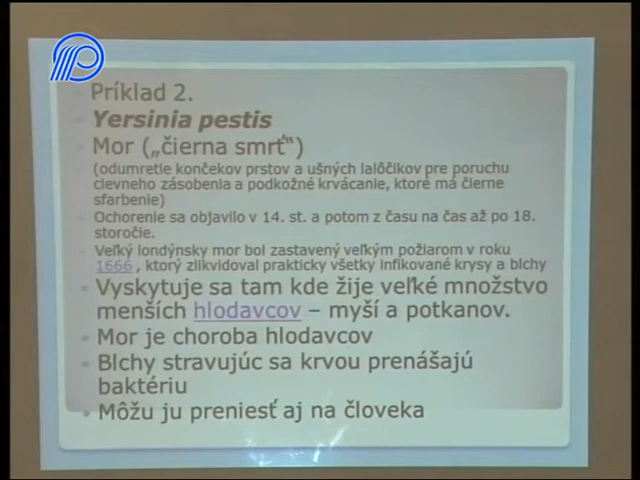 Príklad 2.
Yersinia pestis
Mor („čierna smrť“)
(odumretie končekov prstov a ušných lalôčikov pre poruchu
cievneho zásobenia a podkožné krvácanie, ktoré má čierne
sfarbenie)
Ochorenie sa objavilo v 14. st. a potom z času na čas až po 18.
storočie.
Veľký londýnsky mor bol zastavený veľkým požiarom v roku
1666 , ktorý zlikvidoval prakticky všetky infikované krysy a blchy
Vyskytuje sa tam kde žije veľké množstvo
menších hlodavcov – myší a potkanov.
Mor je choroba hlodavcov
Blchy stravujúc sa krvou prenášajú
baktériu
Môžu ju preniesť aj na človeka